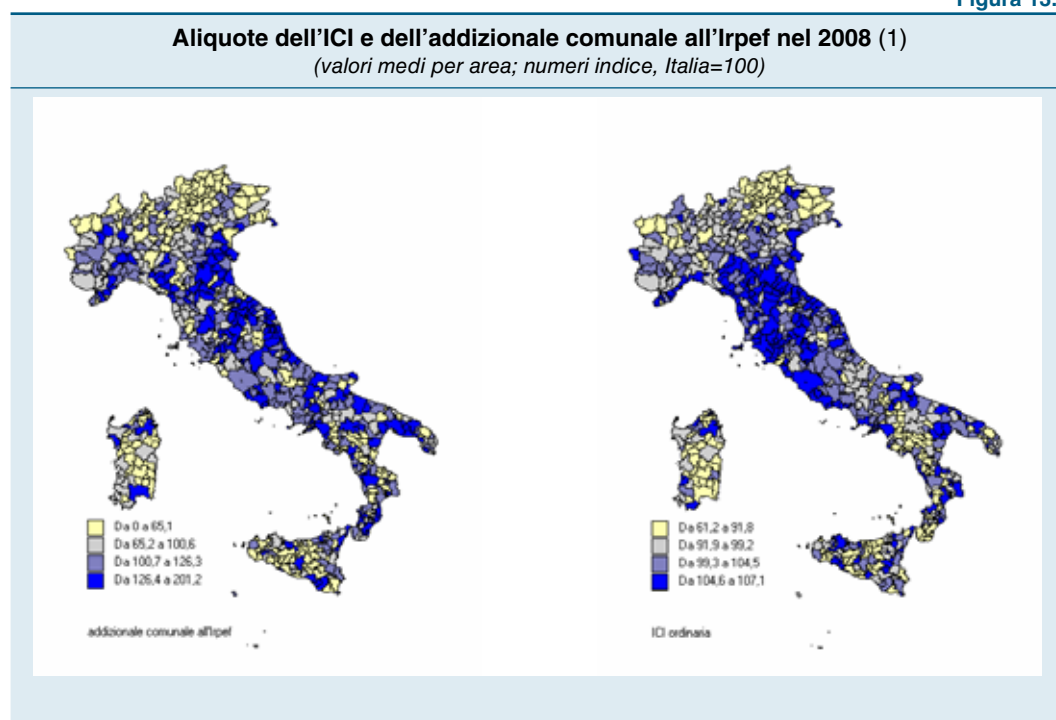 Figura 13.
Aliquote dell'ICI e dell'addizionale comunale all'Irpef nel 2008 (1)
(valori medi per area; numeri indice, Italia=100)
Da 0 a 65,1
Da 65,2 a 100,6
Da 100,7 a 126,3
Da 126,4 a 201,2
addizionale comunale all'Irpef
Da 61,2 a 91,8
Da 91,9 a 99,2
Da 99,3 a 104,5
Da 104,6 a 107,1
ICI ordinaria